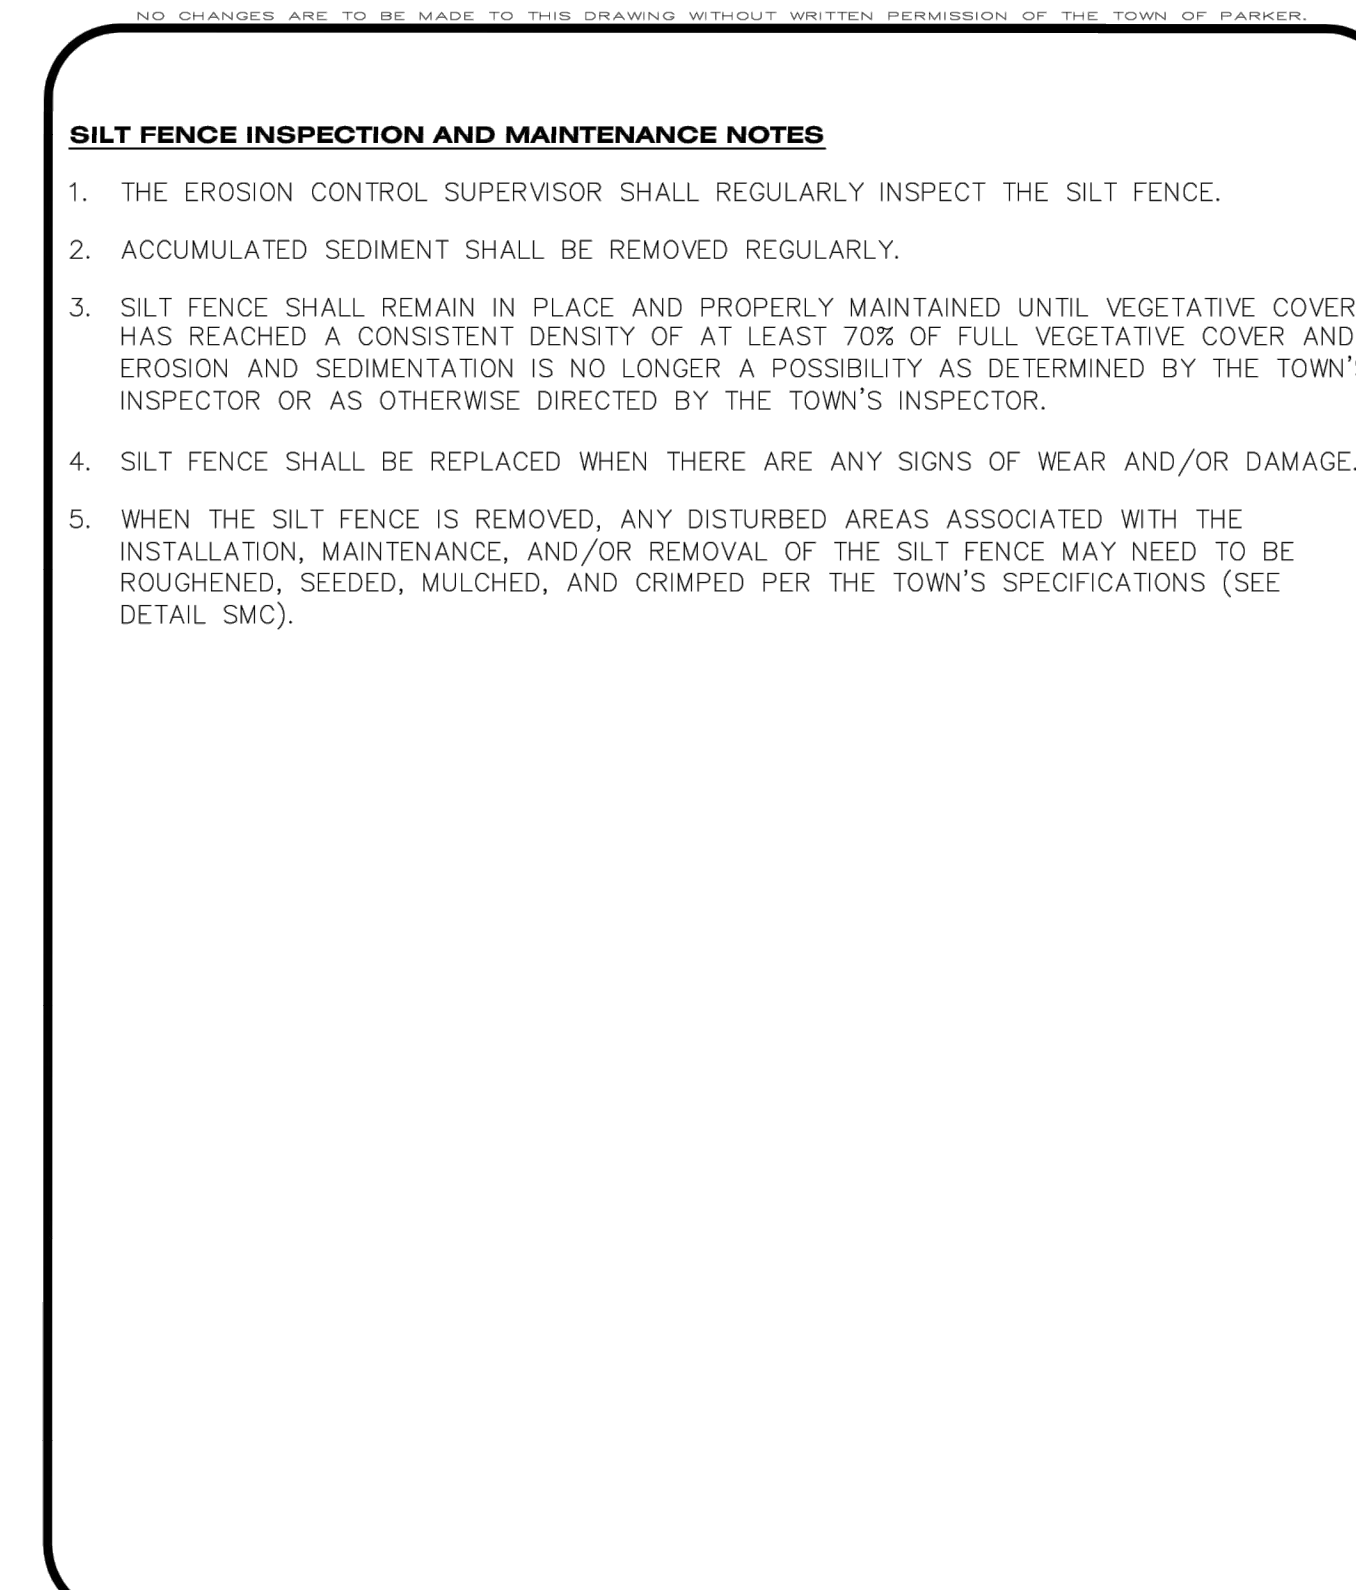 NO CHANGES ARE TO BE MADE TO THIS DRAWING WITHOUT WRITTEN PERMISSION OF THE TOWN OF PARKER.
SILT FENCE INSPECTION AND MAINTENANCE NOTES
1. THE EROSION CONTROL SUPERVISOR SHALL REGULARLY INSPECT THE SILT FENCE.
2. ACCUMULATED SEDIMENT SHALL BE REMOVED REGULARLY.
3. SILT FENCE SHALL REMAIN IN PLACE AND PROPERLY MAINTAINED UNTIL VEGETATIVE COVER
HAS REACHED A CONSISTENT DENSITY OF AT LEAST 70% OF FULL VEGETATIVE COVER AND
EROSION AND SEDIMENTATION IS NO LONGER A POSSIBILITY AS DETERMINED BY THE TOWN'S
INSPECTOR OR AS OTHERWISE DIRECTED BY THE TOWN'S INSPECTOR.
4. SILT FENCE SHALL BE REPLACED WHEN THERE ARE ANY SIGNS OF WEAR AND/OR DAMAGE.
5. WHEN THE SILT FENCE IS REMOVED, ANY DISTURBED AREAS ASSOCIATED WITH THE
INSTALLATION, MAINTENANCE, AND/OR REMOVAL OF THE SILT FENCE MAY NEED TO BE
ROUGHENED, SEEDED, MULCHED, AND CRIMPED PER THE TOWN'S SPECIFICATIONS (SEE
DETAIL SMC).